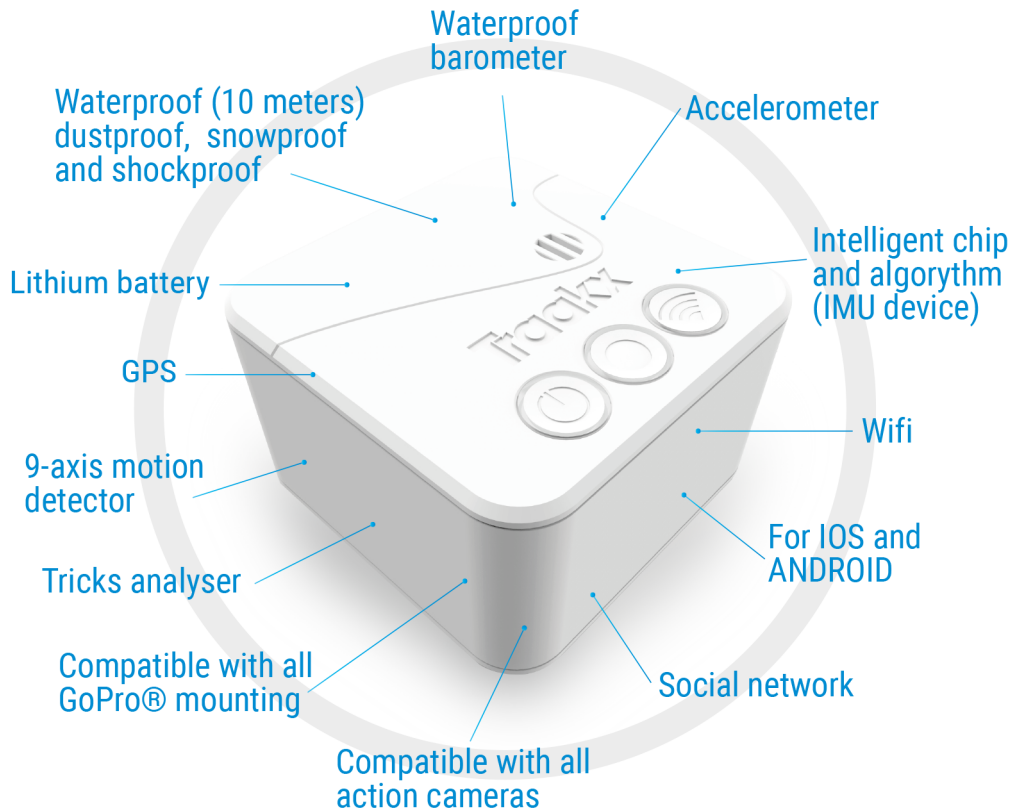 Waterproof
barometer
Waterproof (10 meters)
dustproof, snowproof
and shockproof
Accelerometer
Intelligent chip
and algorythm
(IMU device)
Lithium battery
Traakx
GPS
Wifi
9-axis motion
detector
For IOS and
ANDROID
Tricks analyser
Compatible with all
GoPro® mounting
Social network
Compatible with all
action cameras